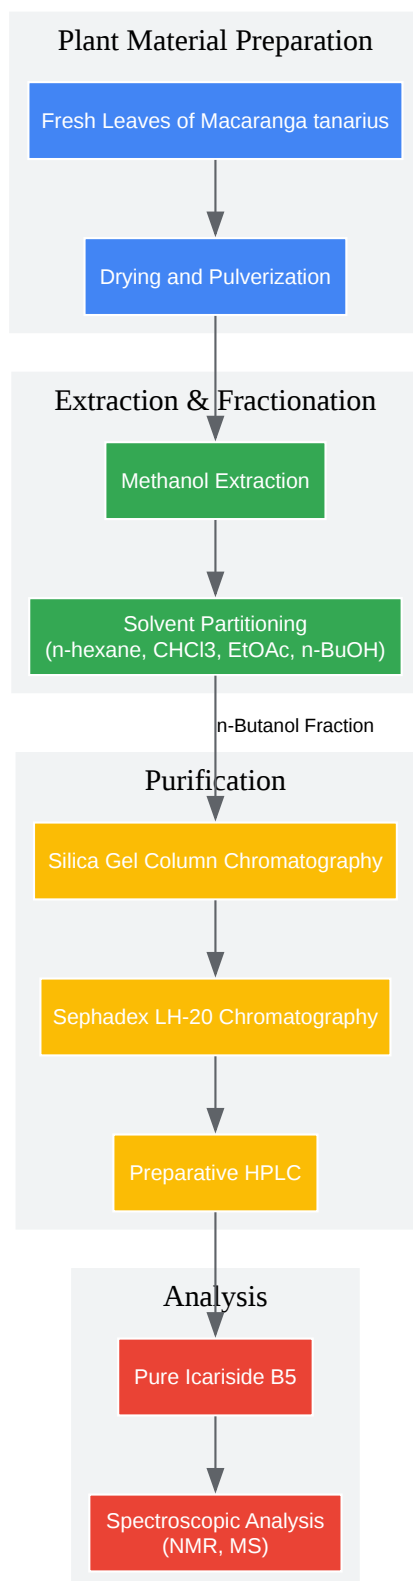 Plant Material Preparation
Fresh Leaves of Macaranga tanarius
Drying and Pulverization
Extraction & Fractionation
Methanol Extraction
Solvent Partitioning
(n-hexane, CHCl3, EtOAc, n-BuOH)
n-Butanol Fraction
Purification
Silica Gel Column Chromatography
Sephadex LH-20 Chromatography
Preparative HPLC
Analysis
Pure Icariside B5
Spectroscopic Analysis
(NMR, MS)